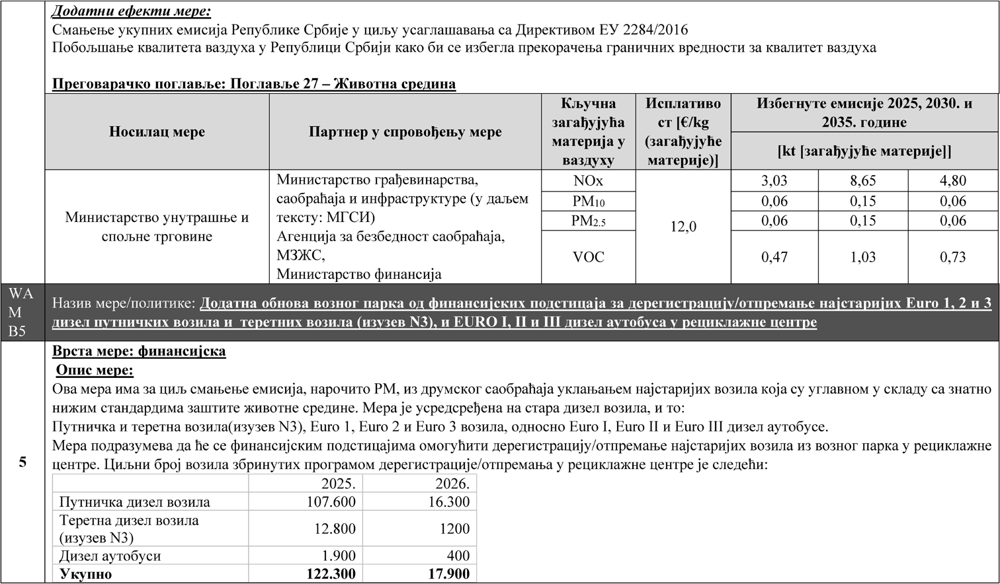 Додатни ефекти мере:
Смањење укупних емисија Републике Србије у циљу усаглашавања са Директивом ЕУ 2284/2016
Побољшање квалитета ваздуха у Републици Србији како би се избегла прекорачења граничних вредности за квалитет ваздуха
Преговарачко поглавље: Поглавље 27 – Животна средина
Носилац мере
Партнер у спровођењу мере
Кључна
загађујућа
материја у
ваздуху
Исплативо
ст [€/kg
(загађујуће
материје)]
Избегнуте емисије 2025, 2030. и
2035. године
[kt [загађујуће материје]]
Министарство унутрашње и
спољне трговине
Министарство грађевинарства,
саобраћаја и инфраструктуре (у даљем
тексту: МГСИ)
Агенција за безбедност саобраћаја,
МЗЖС,
Министарство финансија
NOx
12,0
3,03 8,65 4,80
PM10 0,06 0,15 0,06
PM2.5 0,06 0,15 0,06
VOC 0,47 1,03 0,73
WA
M
B5
Назив мере/политике: Додатна обнова возног парка од финансијских подстицаја за дерегистрацију/отпремање најстаријих Euro 1, 2 и 3
дизел путничких возила и теретних возила (изузев N3), и EURO I, II и III дизел аутобуса у рециклажне центре
5
Врста мере: финансијска
Опис мере:
Ова мера има за циљ смањење емисија, нарочито PM, из друмског саобраћаја уклањањем најстаријих возила која су углавном у складу са знатно
нижим стандардима заштите животне средине. Мера је усредсређена на стара дизел возила, и то:
Путничка и теретна возила(изузев N3), Euro 1, Euro 2 и Euro 3 возила, односно Euro I, Euro II и Euro III дизел аутобусе.
Мера подразумева да ће се финансијским подстицајима омогућити дерегистрацију/отпремање најстаријих возила из возног парка у рециклажне
центре. Циљни број возила збринутих програмом дерегистрације/отпремања у рециклажне центре је следећи:
2025. 2026.
Путничка дизел возила 107.600 16.300
Теретна дизел возила
(изузев N3) 12.800 1200
Дизел аутобуси 1.900 400
Укупно 122.300 17.900